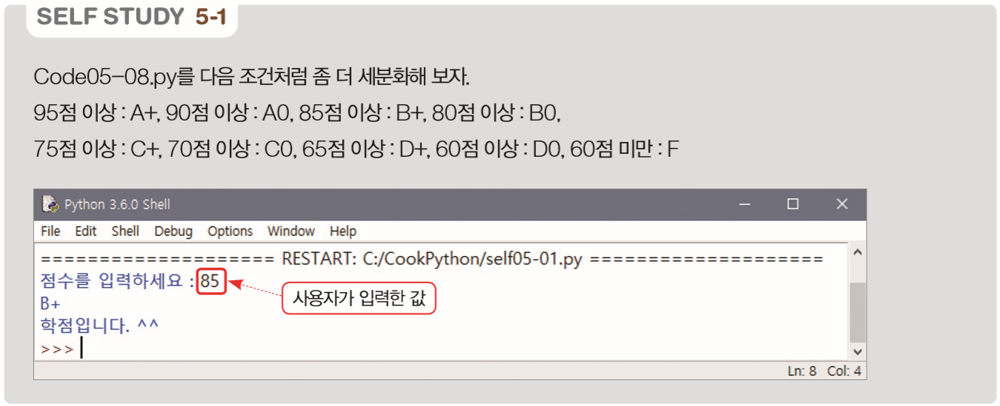 SELF STUDY 5-1
Code05-08.py를 다음 조건처럼 좀 더 세분화해 보자.
95점 이상 : A+, 90점 이상 : A0, 85점 이상 : B+, 80점 이상 : B0,
75점 이상 : C+, 70점 이상 : C0, 65점 이상 : D+, 60점 이상 : D0, 60점 미만 : F
Python 3.6.0 Shell
File Edit Shell Debug Options Window Help
==================== RESTART: C:/CookPython/self05-01.py ====================
점수를 입력하세요 : 85
사용자가 입력한 값
B+
학점입니다. ^^
>>>
Ln: 8 Col: 4